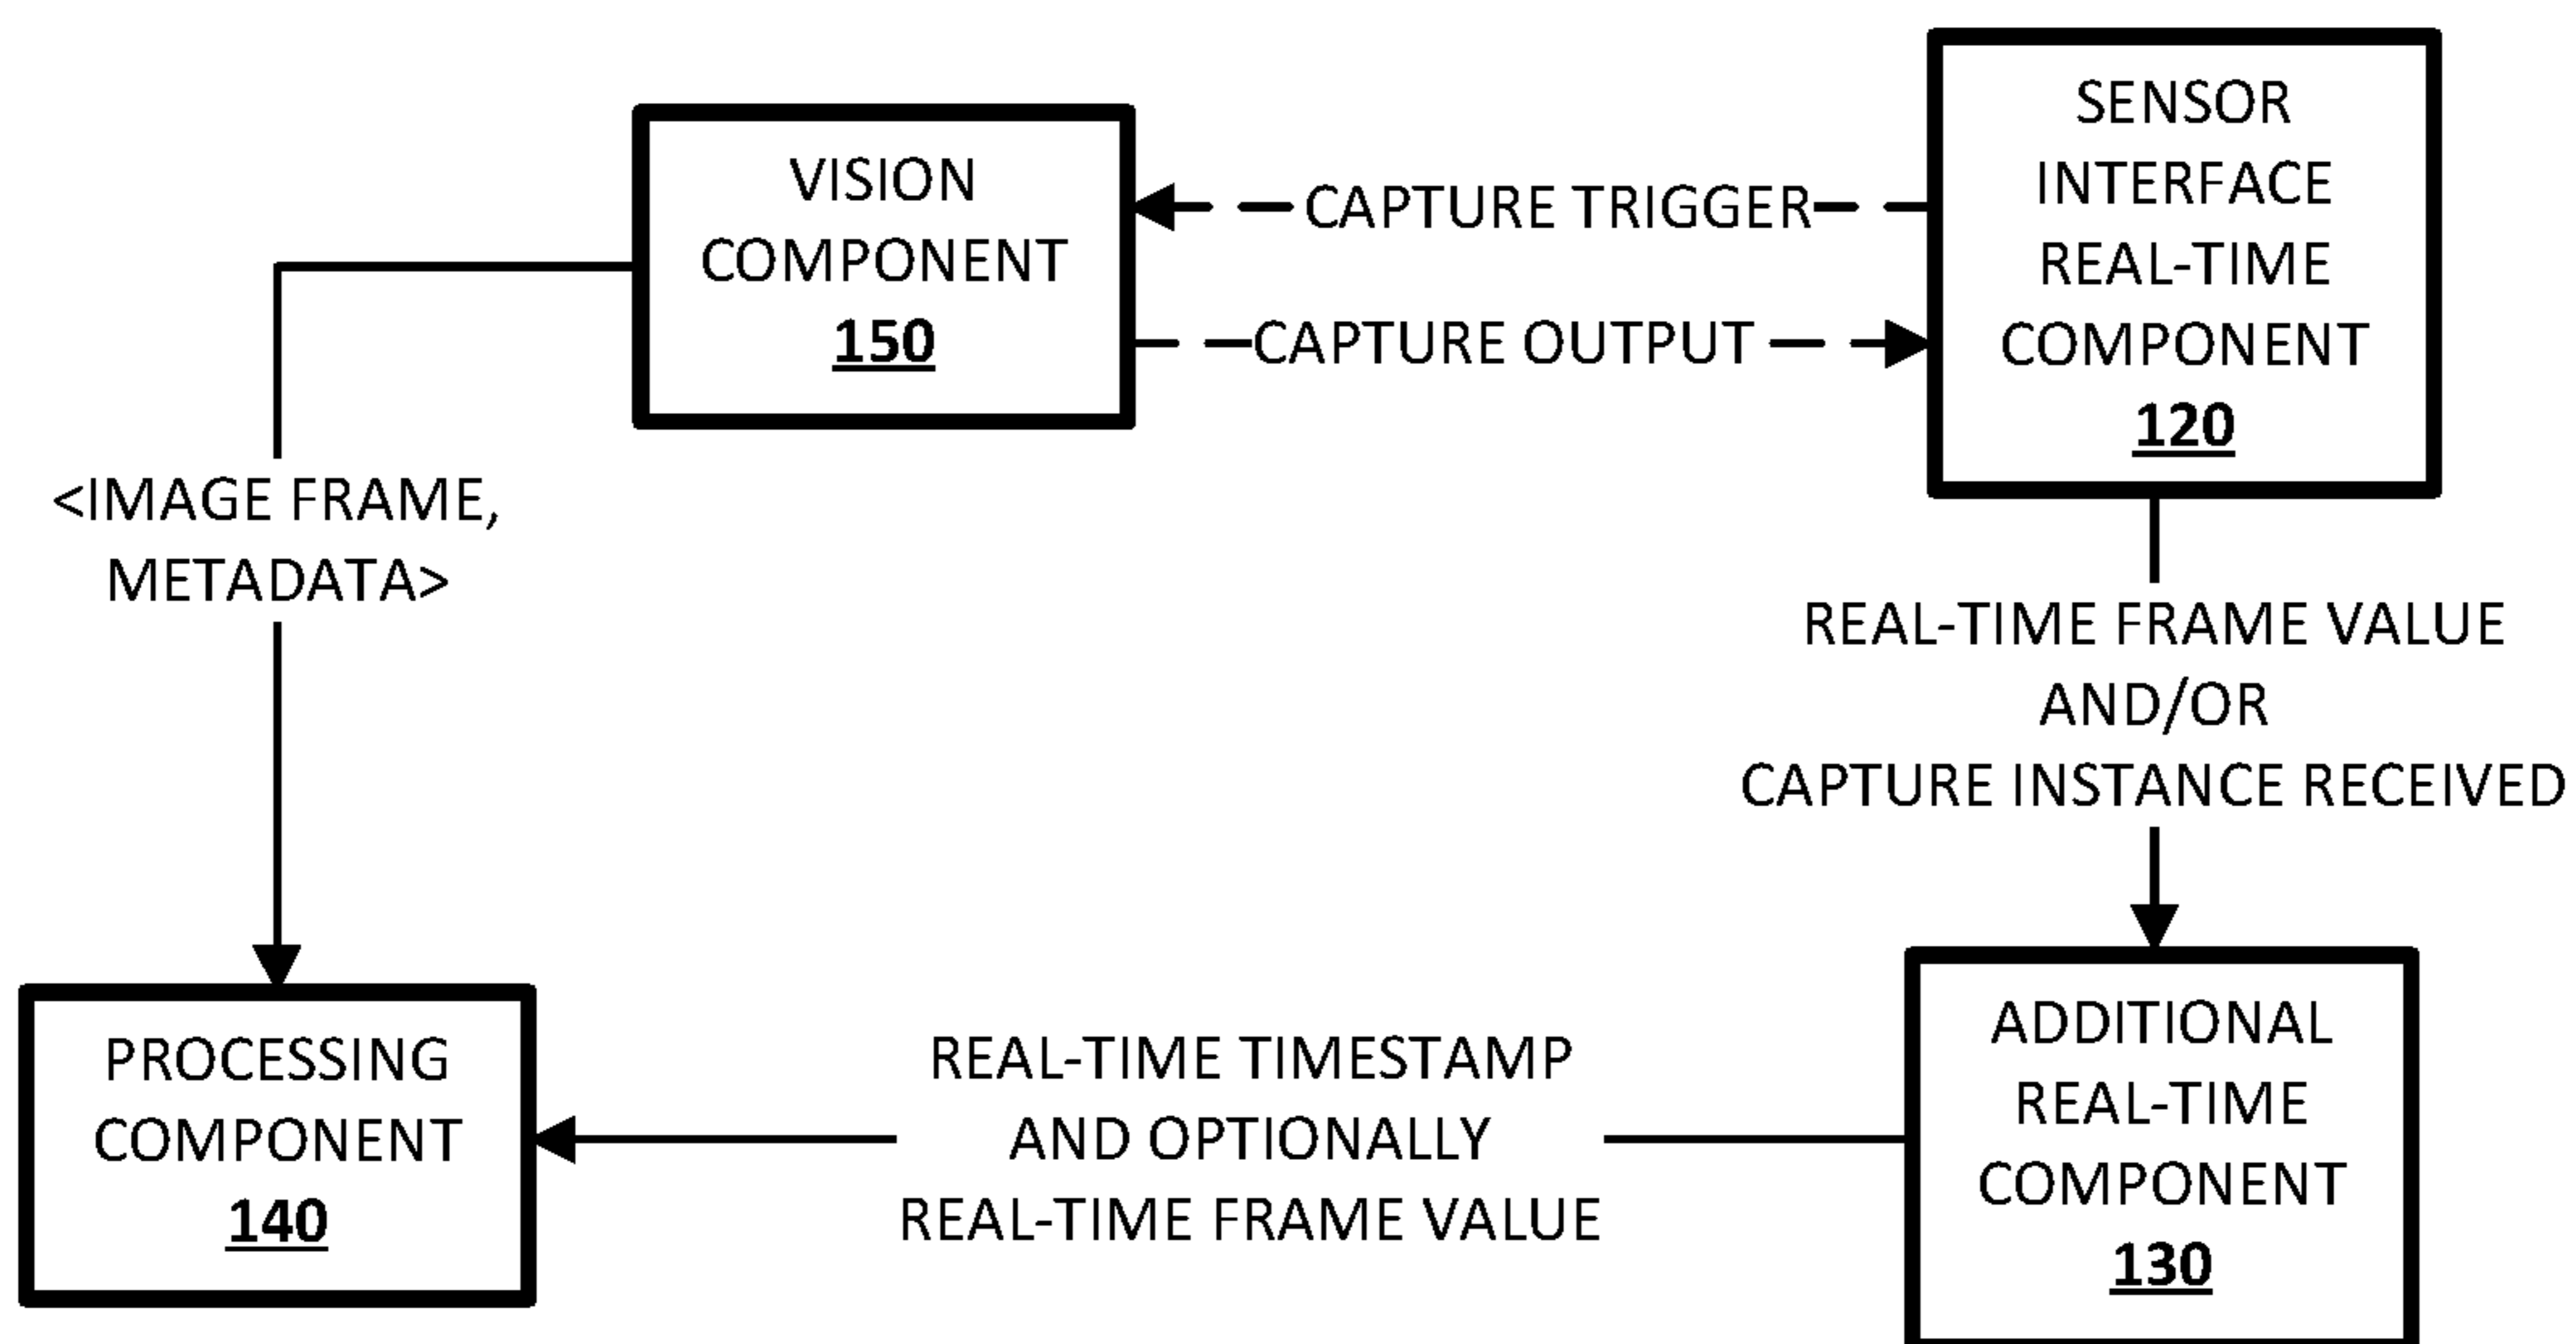 VISION
COMPONENT
150
CAPTURE TRIGGER
CAPTURE OUTPUT
SENSOR
INTERFACE
REAL-TIME
COMPONENT
120
<IMAGE FRAME,
METADATA>
REAL-TIME FRAME VALUE
AND/OR
CAPTURE INSTANCE RECEIVED
PROCESSING
COMPONENT
140
REAL-TIME TIMESTAMP
AND OPTIONALLY
REAL-TIME FRAME VALUE
ADDITIONAL
REAL-TIME
COMPONENT
130